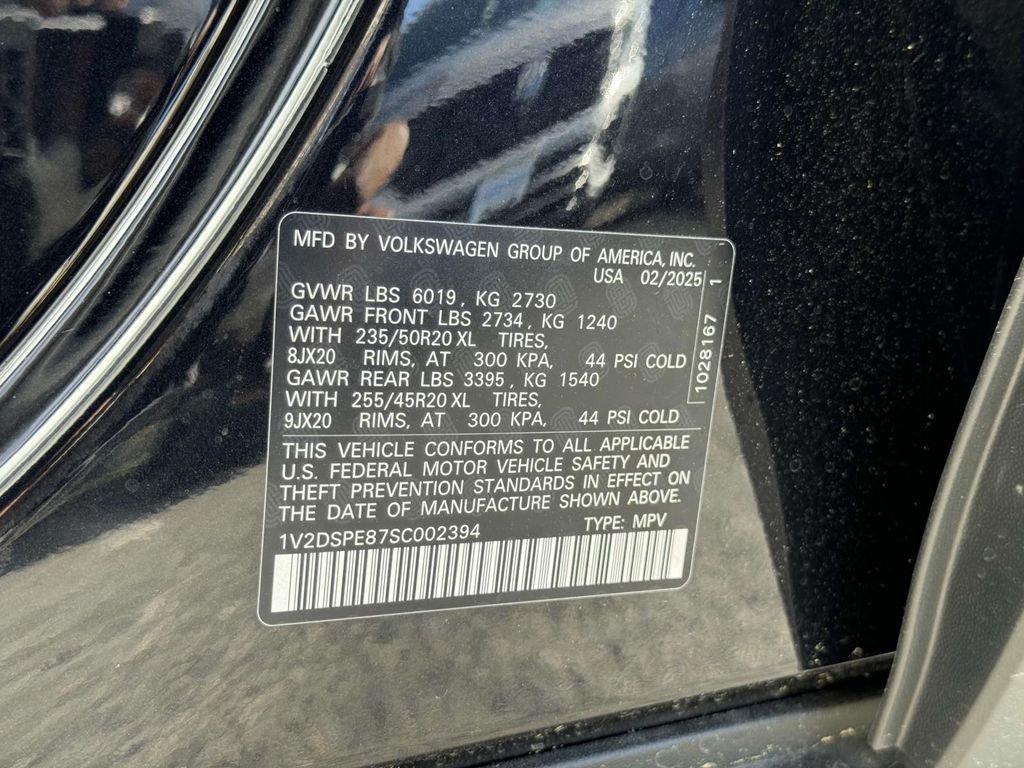 MFD BY VOLKSWAGEN GROUP OF AMERICA, INC.
USA 02/2025
GVWR LBS 6019, KG 2730
GAWR FRONT LBS 2734, KG 1240
WITH 235/50R20 XL TIRES,
8JX20 RIMS, AT 300 KPA, 44 PSI COLD
GAWR REAR LBS 3395, KG 1540
WITH 255/45R20 XL TIRES,
9JX20 RIMS, AT 300 KPA, 44 PSI COLD
1028167 1
THIS VEHICLE CONFORMS TO ALL APPLICABLE
U.S. FEDERAL MOTOR VEHICLE SAFETY AND
THEFT PREVENTION STANDARDS IN EFFECT ON
THE DATE OF MANUFACTURE SHOWN ABOVE.
1V2DSPE87SC002394 TYPE: MPV